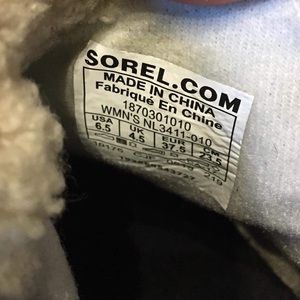 SOREL.COM
MADE IN CHINA
Fabriqué En Chine
1870301010
WMN'S NL3411-010
USA UK EUR
6.5 4.5 37.5 23.5
219